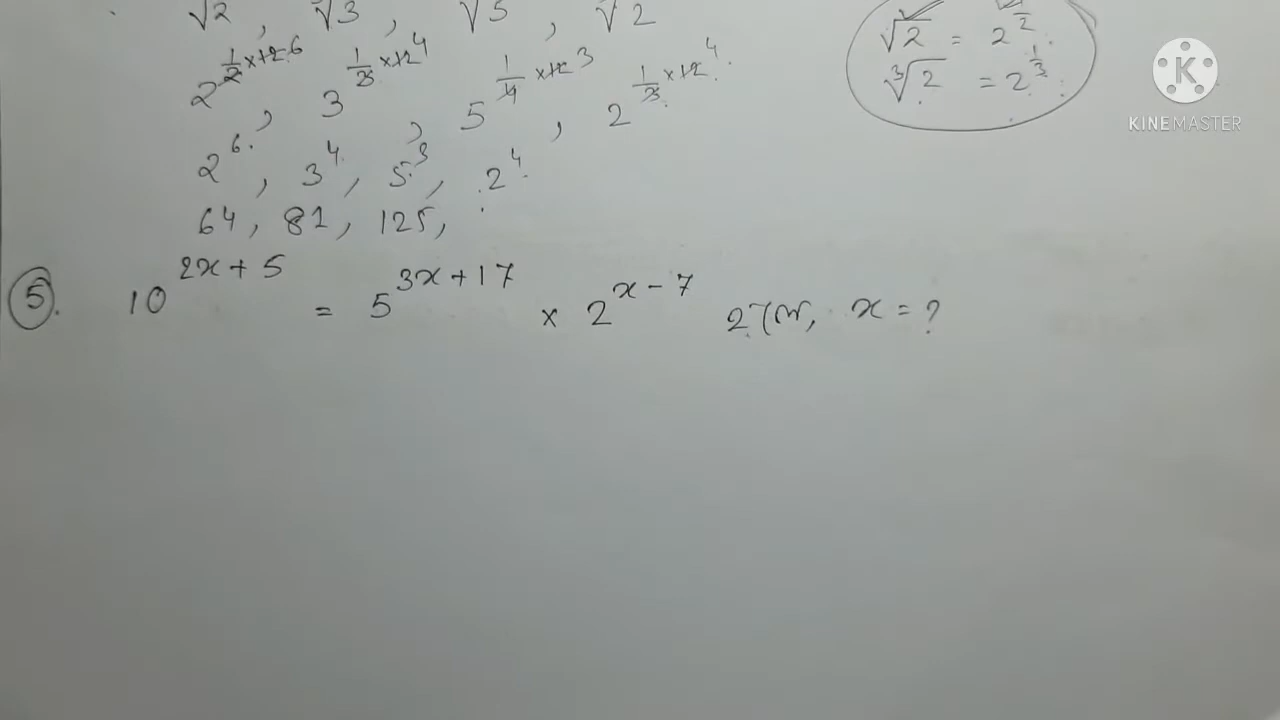 √2 , ∛3 , ∜5 , ∛2
√2 = 2^{1/2}
∛2 = 2^{1/3}
KINEMASTER
2^{1/2 × 12 6} , 3^{1/3 × 12 4} , 5^{1/4 × 12 3} , 2^{1/3 × 12 4}
2^6 , 3^4 , 5^3 , 2^4
64 , 81 , 125 ,
5. 10^{2x+5} = 5^{3x+17} × 2^{x-7} হলে, x = ?